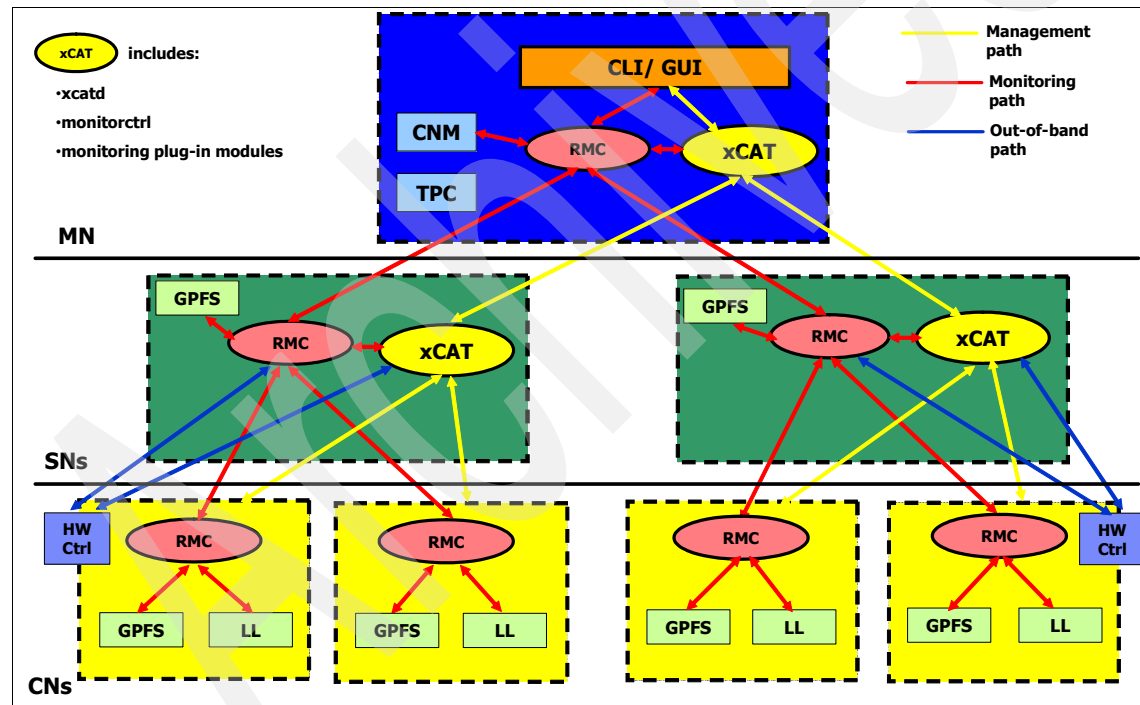 xCAT includes:
•xcatd
•monitorctrl
•monitoring plug-in modules
Management
path
Monitoring
path
Out-of-band
path
CLI/ GUI
CNM
RMC
xCAT
TPC
MN
GPFS
RMC
xCAT
GPFS
RMC
xCAT
SNs
HW
Ctrl
RMC
GPFS
LL
RMC
GPFS
LL
RMC
GPFS
LL
RMC
GPFS
LL
HW
Ctrl
CNs